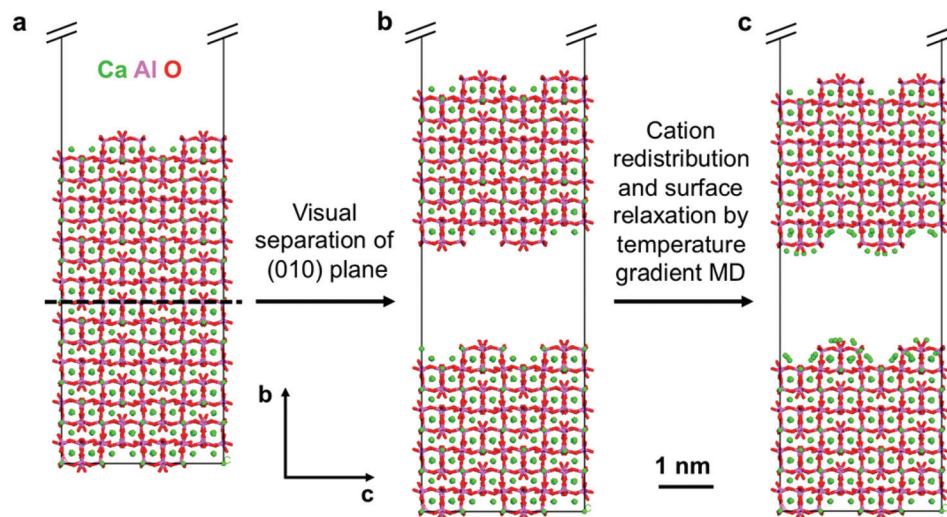 a
b
c
Ca Al O
Visual
separation of
(010) plane
Cation
redistribution
and surface
relaxation by
temperature
gradient MD
b
c
1 nm